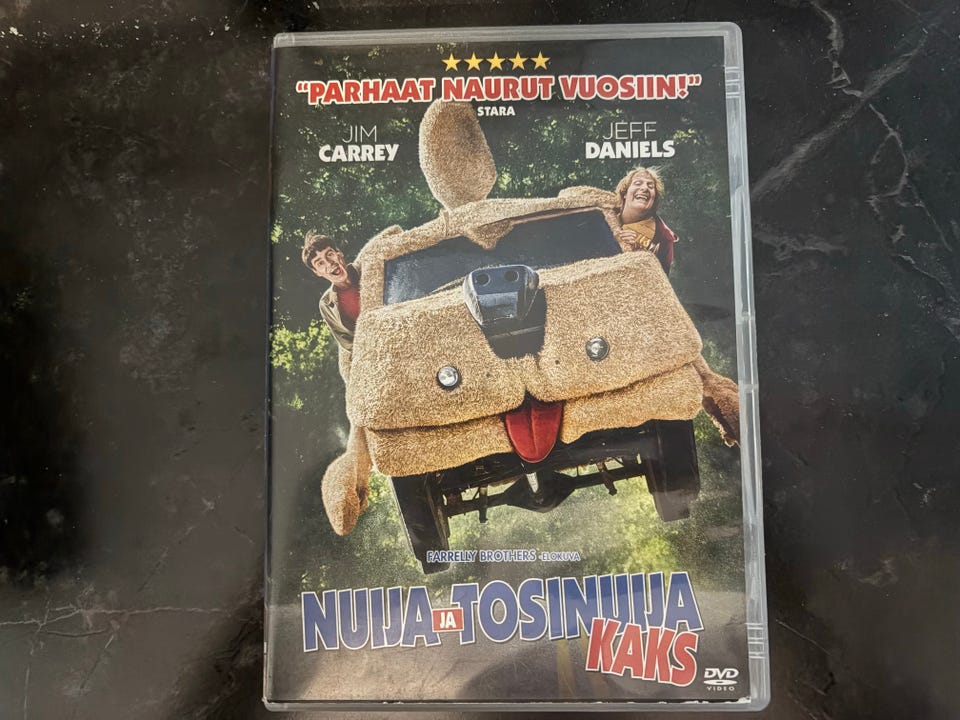 "PARHAAT NAURUT VUOSIIN!"
STARA
JIM
CARREY
JEFF
DANIELS
FARRELLY BROTHERS -ELOKUVA
NUIJA JA TOSINUIJA
KAKS
DVD
VIDEO